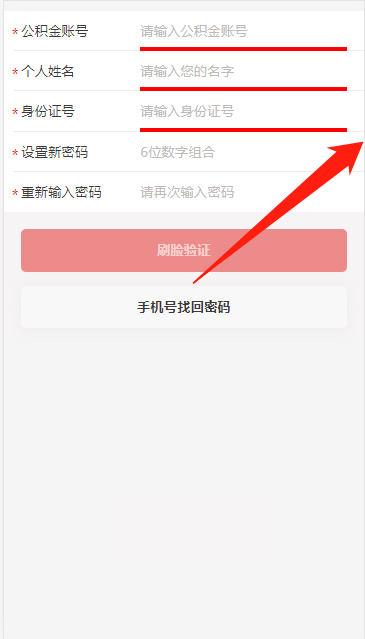 * 公积金账号 请输入公积金账号
* 个人姓名 请输入您的名字
* 身份证号 请输入身份证号
* 设置新密码 6位数字组合
* 重新输入密码 请再次输入密码
刷脸验证
手机号找回密码